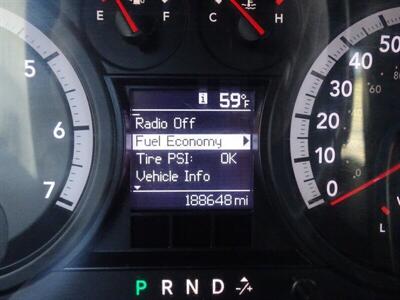 E F C H
59°F
Radio Off
Fuel Economy
Tire PSI: OK
Vehicle Info
188648 mi
5
6
7
50
40
30
20
10
0
P R N D -/+
L